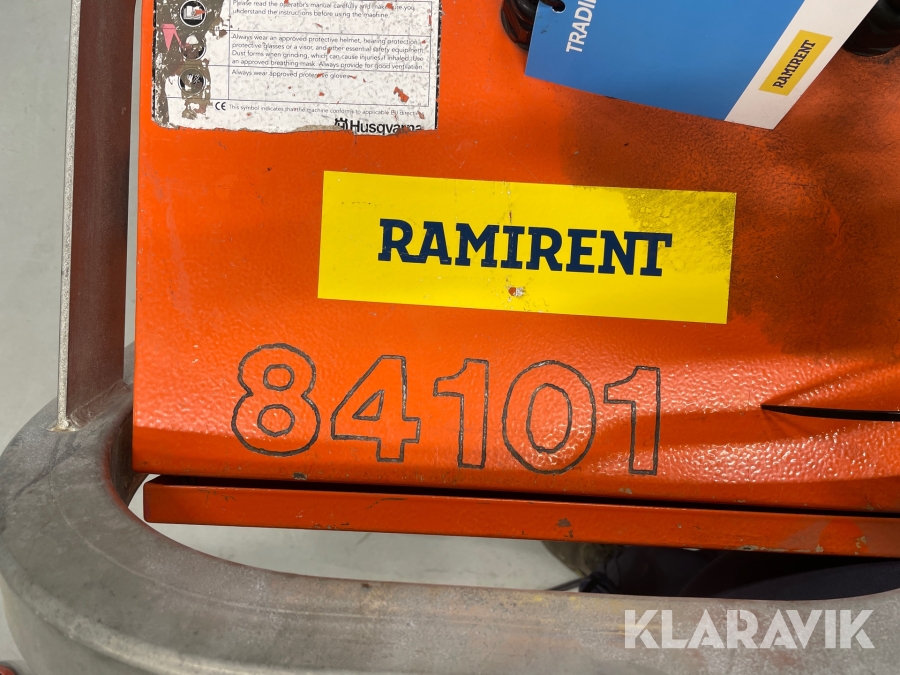 Please read the operator's manual carefully and make sure you
understand the instructions before using the machine.
Always wear an approved protective helmet, hearing protection,
protective glasses or a visor, and other essential safety equipment.
Dust forms when grinding, which can cause injuries if inhaled. Use
an approved breathing mask. Always provide for good ventilation.
Always wear approved protective gloves.
CE This symbol indicates that the machine conforms to applicable EU
Husqvarna
TRADI
RAMIRENT
RAMIRENT
84101
KLARAVIK